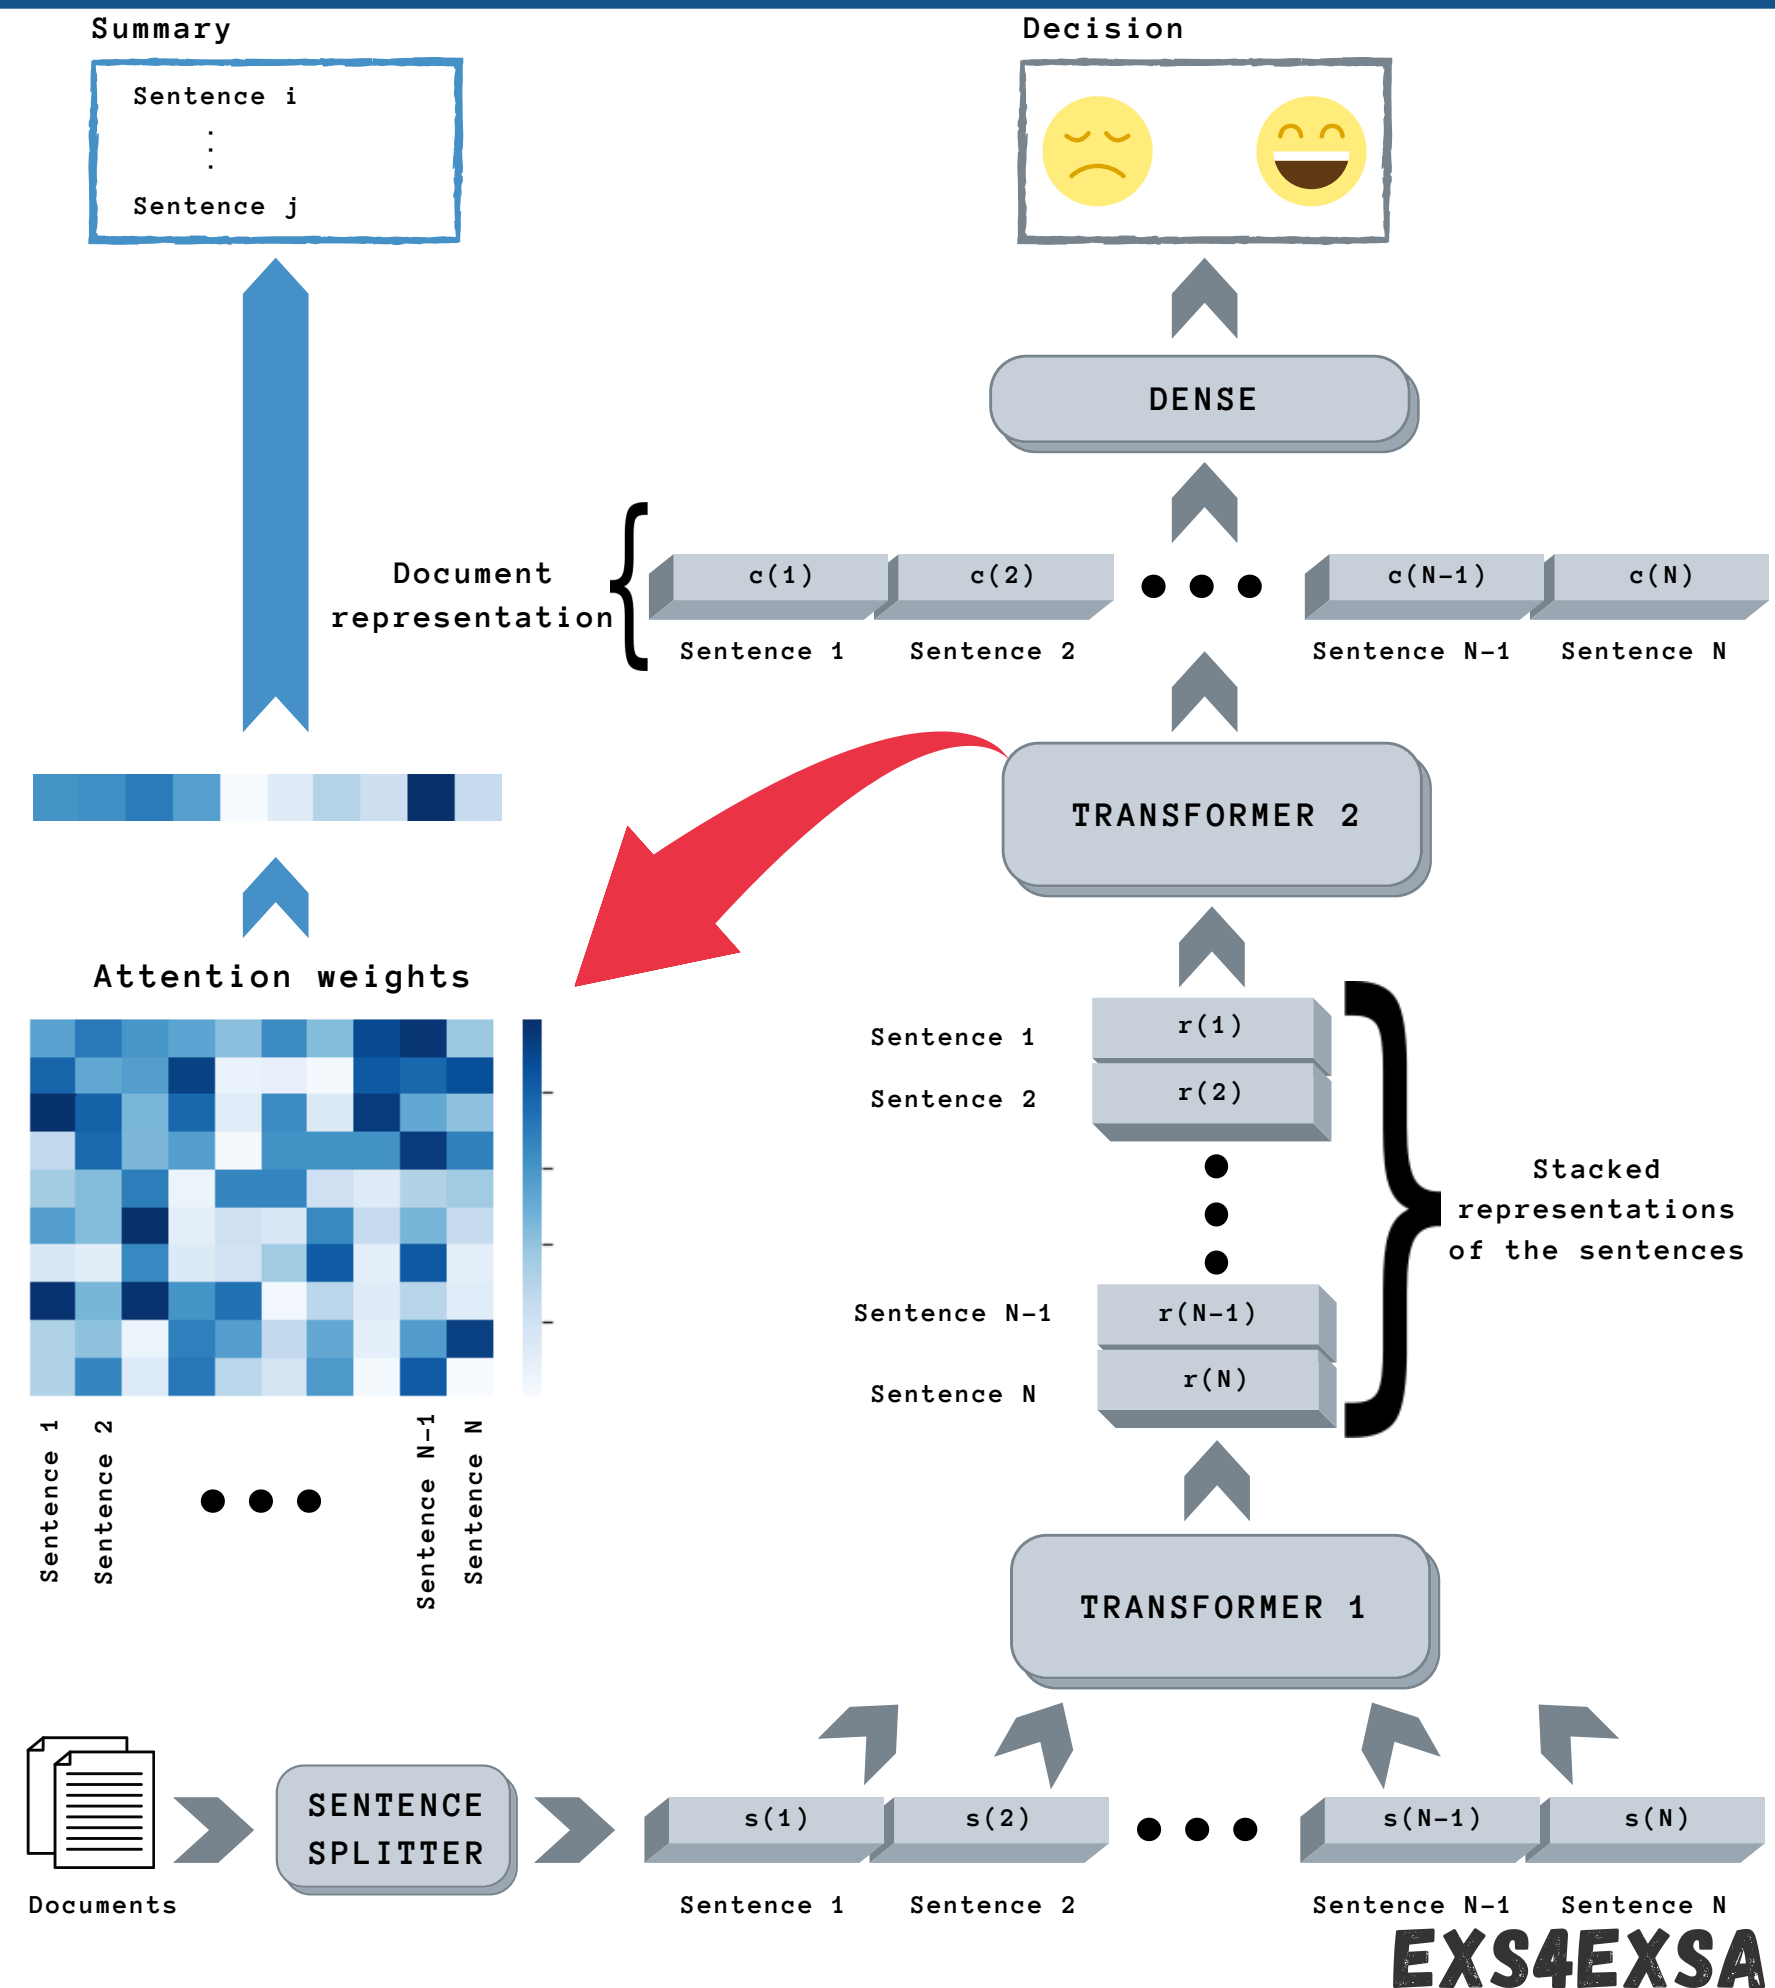 Summary
Sentence i
.
.
.
Sentence j
Decision
DENSE
Document
representation
c(1)
c(2)
c(N-1)
c(N)
Sentence 1
Sentence 2
Sentence N-1
Sentence N
TRANSFORMER 2
Attention weights
Sentence 1
Sentence 2
Sentence N-1
Sentence N
Sentence 1
r(1)
Sentence 2
r(2)
Sentence N-1
r(N-1)
Sentence N
r(N)
Stacked
representations
of the sentences
TRANSFORMER 1
Documents
SENTENCE
SPLITTER
s(1)
s(2)
s(N-1)
s(N)
Sentence 1
Sentence 2
Sentence N-1
Sentence N
EXS4EXSA